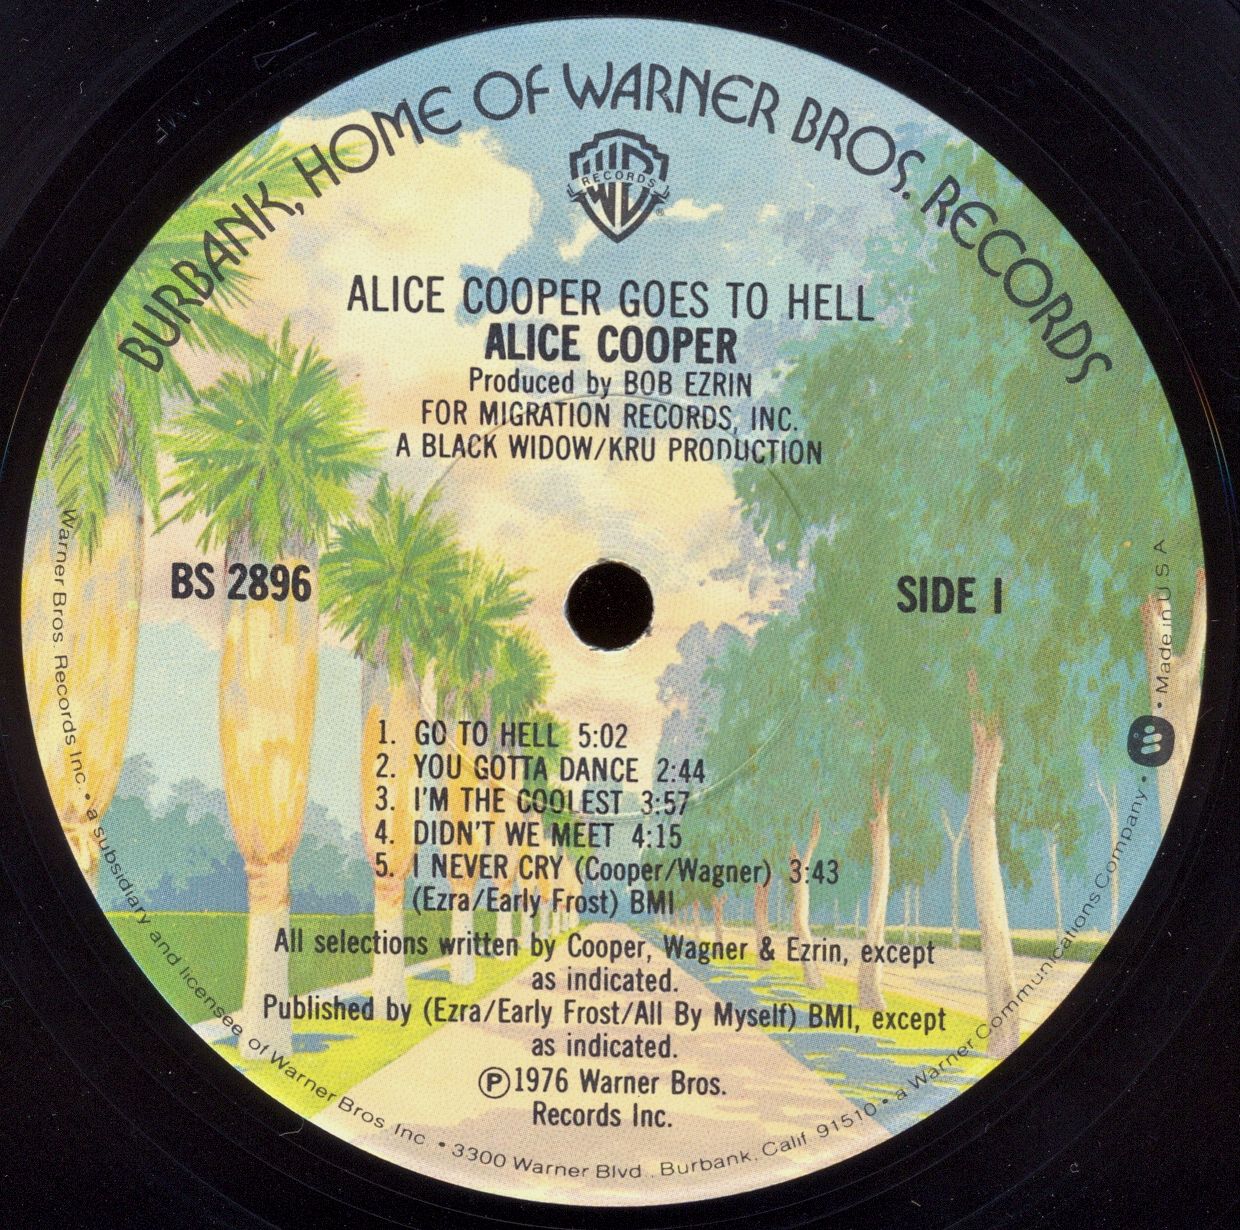 BURBANK, HOME OF WARNER BROS. RECORDS
WB
RECORDS
®
ALICE COOPER GOES TO HELL
ALICE COOPER
Produced by BOB EZRIN
FOR MIGRATION RECORDS, INC.
A BLACK WIDOW/KRU PRODUCTION
BS 2896
SIDE 1
1. GO TO HELL 5:02
2. YOU GOTTA DANCE 2:44
3. I'M THE COOLEST 3:57
4. DIDN'T WE MEET 4:15
5. I NEVER CRY (Cooper/Wagner) 3:43
(Ezra/Early Frost) BMI
All selections written by Cooper, Wagner & Ezrin, except
as indicated.
Published by (Ezra/Early Frost/All By Myself) BMI, except
as indicated.
Ⓟ1976 Warner Bros.
Records Inc.
Warner Bros. Records Inc. • a subsidiary and licensee of Warner Bros. Inc. • 3300 Warner Blvd., Burbank, Calif. 91510 • a Warner Communications Company • • Made in U.S.A.